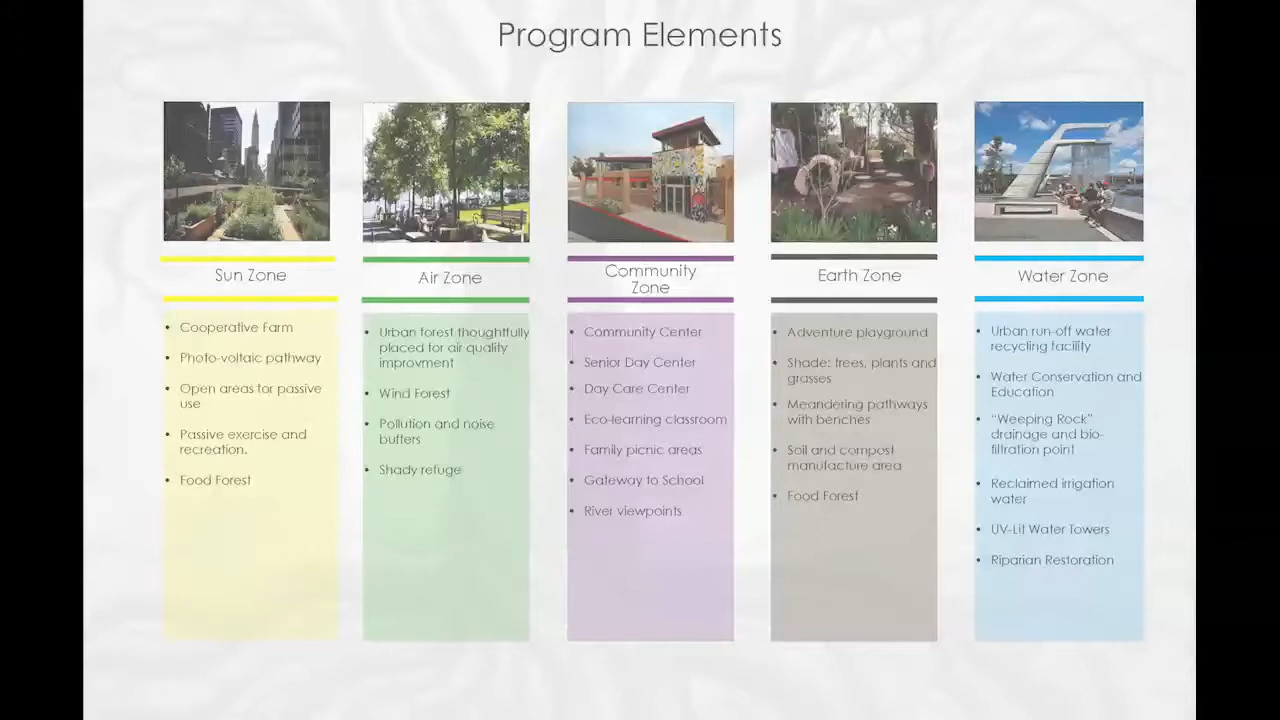 Program Elements
Sun Zone
• Cooperative Farm
• Photo-voltaic pathway
• Open areas for passive
use
• Passive exercise and
recreation.
• Food Forest
Air Zone
• Urban forest thoughtfully
placed for air quality
improvment
• Wind Forest
• Pollution and noise
buffers
• Shady refuge
Community
Zone
• Community Center
• Senior Day Center
• Day Care Center
• Eco-learning classroom
• Family picnic areas
• Gateway to School
• River viewpoints
Earth Zone
• Adventure playground
• Shade: trees, plants and
grasses
• Meandering pathways
with benches
• Soil and compost
manufacture area
• Food Forest
Water Zone
• Urban run-off water
recycling facility
• Water Conservation and
Education
• "Weeping Rock"
drainage and bio-
filtration point
• Reclaimed irrigation
water
• UV-Lit Water Towers
• Riparian Restoration